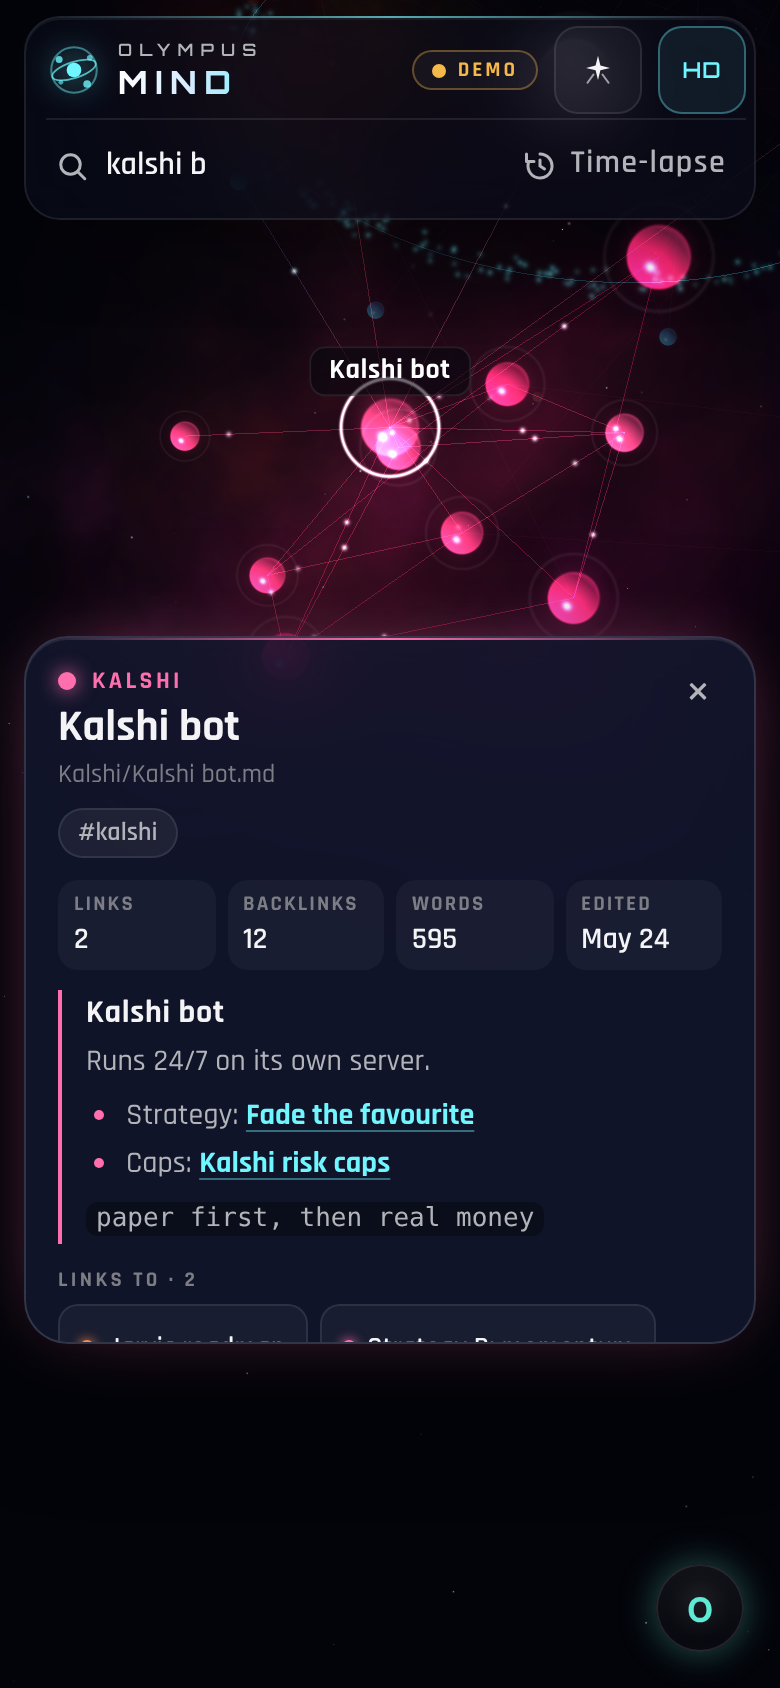 OLYMPUS
MIND
DEMO
HD
kalshi b
Time-lapse
Kalshi bot
KALSHI
×
Kalshi bot
Kalshi/Kalshi bot.md
#kalshi
LINKS
2
BACKLINKS
12
WORDS
595
EDITED
May 24
Kalshi bot
Runs 24/7 on its own server.
• Strategy: Fade the favourite
• Caps: Kalshi risk caps
paper first, then real money
LINKS TO · 2
O